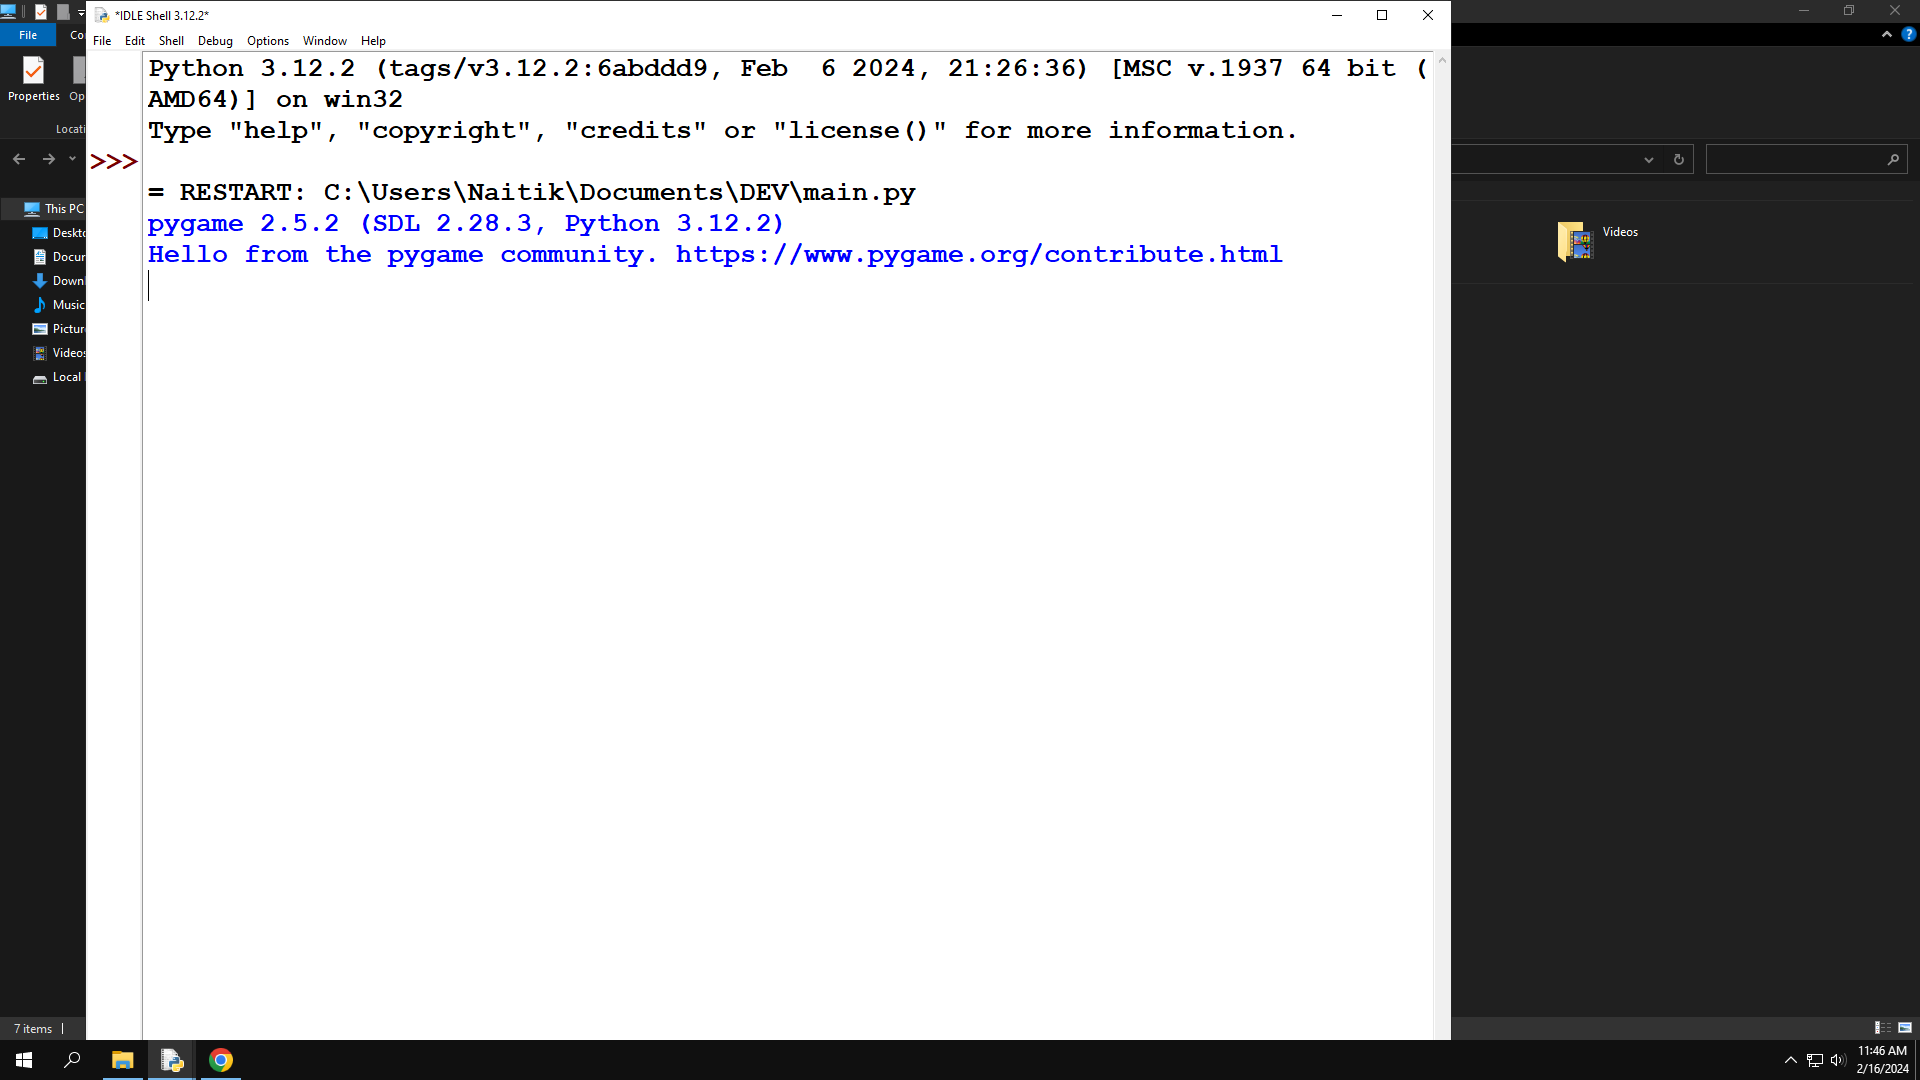 *IDLE Shell 3.12.2*
File Edit Shell Debug Options Window Help
Python 3.12.2 (tags/v3.12.2:6abddd9, Feb  6 2024, 21:26:36) [MSC v.1937 64 bit (
AMD64)] on win32
Type "help", "copyright", "credits" or "license()" for more information.
>>>
= RESTART: C:\Users\Naitik\Documents\DEV\main.py
pygame 2.5.2 (SDL 2.28.3, Python 3.12.2)
Hello from the pygame community. https://www.pygame.org/contribute.html
File Co
Properties Op
Locati
This PC
Deskto
Docur
Downl
Music
Pictur
Videos
Local
Videos
7 items
11:46 AM
2/16/2024